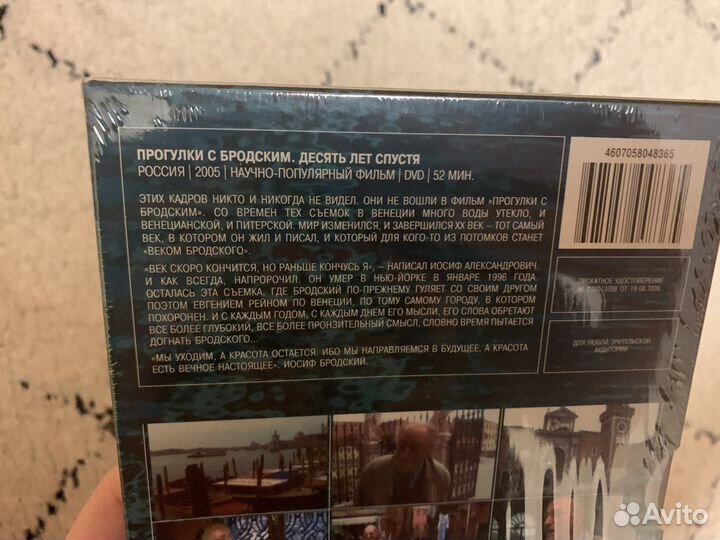 ПРОГУЛКИ С БРОДСКИМ. ДЕСЯТЬ ЛЕТ СПУСТЯ
РОССИЯ | 2005 | НАУЧНО-ПОПУЛЯРНЫЙ ФИЛЬМ | DVD | 52 МИН.
ЭТИХ КАДРОВ НИКТО И НИКОГДА НЕ ВИДЕЛ. ОНИ НЕ ВОШЛИ В ФИЛЬМ «ПРОГУЛКИ С
БРОДСКИМ». СО ВРЕМЕН ТЕХ СЪЕМОК В ВЕНЕЦИИ МНОГО ВОДЫ УТЕКЛО, И
ВЕНЕЦИАНСКОЙ, И ПИТЕРСКОЙ. МИР ИЗМЕНИЛСЯ, И ЗАВЕРШИЛСЯ XX ВЕК – ТОТ САМЫЙ
ВЕК, В КОТОРОМ ОН ЖИЛ И ПИСАЛ, И КОТОРЫЙ ДЛЯ КОГО-ТО ИЗ ПОТОМКОВ СТАНЕТ
«ВЕКОМ БРОДСКОГО».
«ВЕК СКОРО КОНЧИТСЯ, НО РАНЬШЕ КОНЧУСЬ Я», – НАПИСАЛ ИОСИФ АЛЕКСАНДРОВИЧ.
И КАК ВСЕГДА, НАПРОРОЧИЛ. ОН УМЕР В НЬЮ-ЙОРКЕ В ЯНВАРЕ 1996 ГОДА.
ОСТАЛАСЬ ЭТА СЪЕМКА, ГДЕ БРОДСКИЙ ПО-ПРЕЖНЕМУ ГУЛЯЕТ СО СВОИМ ДРУГОМ
ПОЭТОМ ЕВГЕНИЕМ РЕЙНОМ ПО ВЕНЕЦИИ, ПО ТОМУ САМОМУ ГОРОДУ, В КОТОРОМ
ПОХОРОНЕН. И С КАЖДЫМ ГОДОМ, С КАЖДЫМ ДНЕМ ЕГО МЫСЛИ, ЕГО СЛОВА ОБРЕТАЮТ
ВСЕ БОЛЕЕ ГЛУБОКИЙ, ВСЕ БОЛЕЕ ПРОНЗИТЕЛЬНЫЙ СМЫСЛ, СЛОВНО ВРЕМЯ ПЫТАЕТСЯ
ДОГНАТЬ БРОДСКОГО...
«МЫ УХОДИМ, А КРАСОТА ОСТАЕТСЯ. ИБО МЫ НАПРАВЛЯЕМСЯ В БУДУЩЕЕ, А КРАСОТА
ЕСТЬ ВЕЧНОЕ НАСТОЯЩЕЕ». ИОСИФ БРОДСКИЙ.
4607058048365
ПРОКАТНОЕ УДОСТОВЕРЕНИЕ
ОТ 19.08.2008
ДЛЯ ЛЮБОЙ ЗРИТЕЛЬСКОЙ
АУДИТОРИИ
Avito